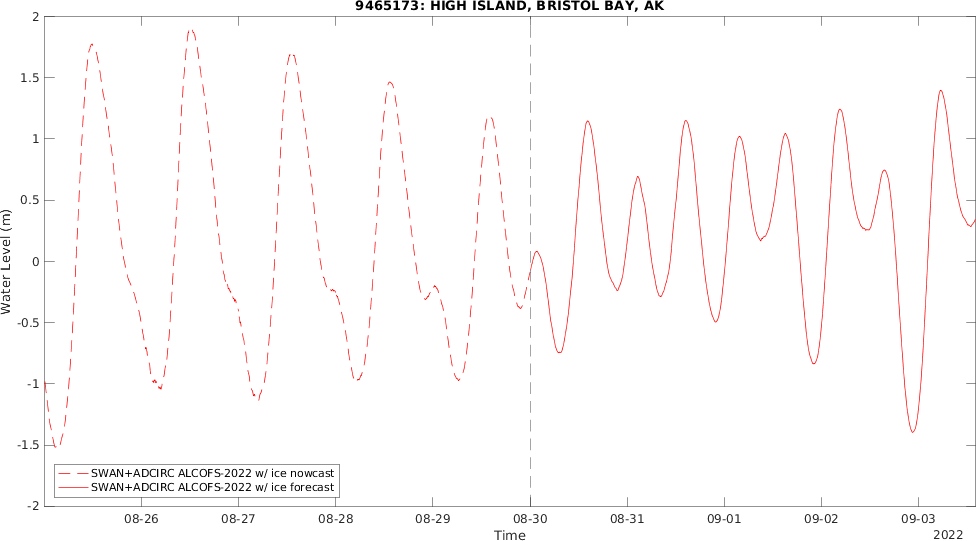 9465173: HIGH ISLAND, BRISTOL BAY, AK
2
1.5
1
0.5
0
-0.5
-1
-1.5
-2
Water Level (m)
SWAN+ADCIRC ALCOFS-2022 w/ ice nowcast
SWAN+ADCIRC ALCOFS-2022 w/ ice forecast
08-26 08-27 08-28 08-29 08-30 08-31 09-01 09-02 09-03
Time
2022